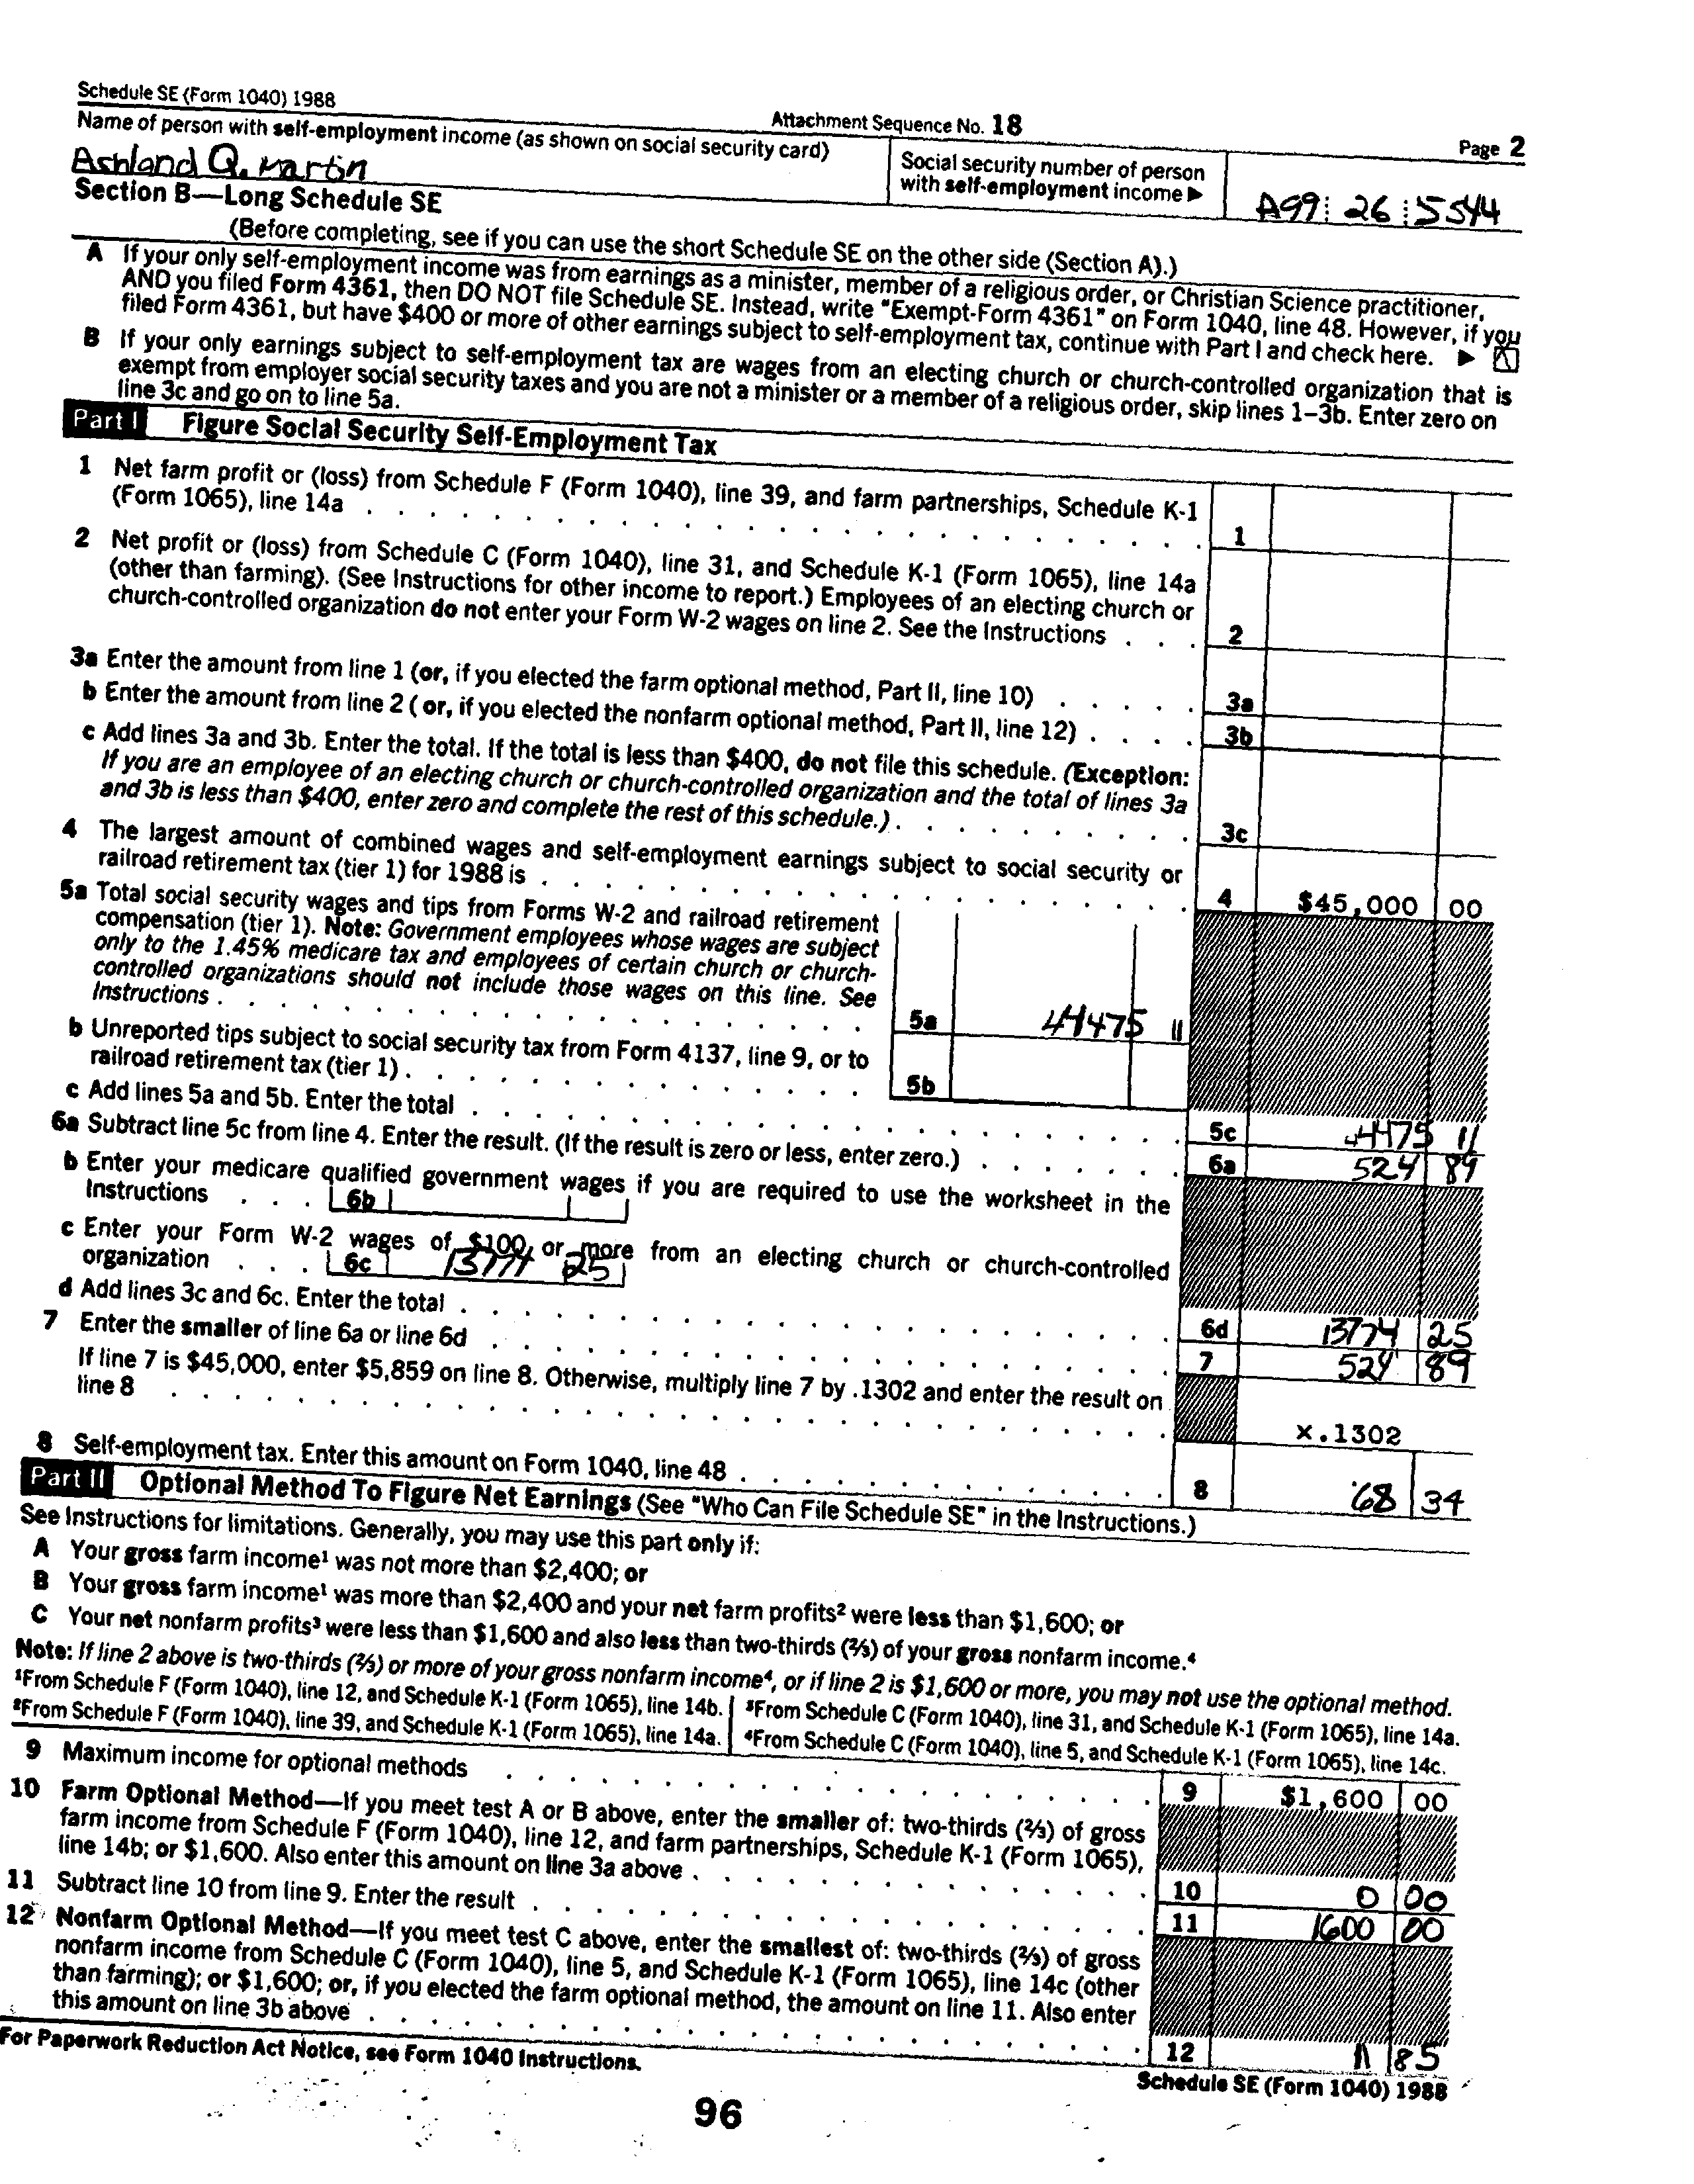 Schedule SE (Form 1040) 1988
Attachment Sequence No. 18
Page 2
Name of person with self-employment income (as shown on social security card)
Ashland Q. Martin
Social security number of person
with self-employment income ▶
A99 26 5544
Section B—Long Schedule SE
(Before completing, see if you can use the short Schedule SE on the other side (Section A).)
A If your only self-employment income was from earnings as a minister, member of a religious order, or Christian Science practitioner,
AND you filed Form 4361, then DO NOT file Schedule SE. Instead, write "Exempt-Form 4361" on Form 1040, line 48. However, if you
filed Form 4361, but have $400 or more of other earnings subject to self-employment tax, continue with Part I and check here. ▶
B If your only earnings subject to self-employment tax are wages from an electing church or church-controlled organization that is
exempt from employer social security taxes and you are not a minister or a member of a religious order, skip lines 1–3b. Enter zero on
line 3c and go on to line 5a.
Part I Figure Social Security Self-Employment Tax
1 Net farm profit or (loss) from Schedule F (Form 1040), line 39, and farm partnerships, Schedule K-1
(Form 1065), line 14a . . . . 1
2 Net profit or (loss) from Schedule C (Form 1040), line 31, and Schedule K-1 (Form 1065), line 14a
(other than farming). (See Instructions for other income to report.) Employees of an electing church or
church-controlled organization do not enter your Form W-2 wages on line 2. See the Instructions . . . 2
3a Enter the amount from line 1 (or, if you elected the farm optional method, Part II, line 10) . . . . . 3a
b Enter the amount from line 2 ( or, if you elected the nonfarm optional method, Part II, line 12) . . . . 3b
c Add lines 3a and 3b. Enter the total. If the total is less than $400, do not file this schedule. (Exception:
If you are an employee of an electing church or church-controlled organization and the total of lines 3a
and 3b is less than $400, enter zero and complete the rest of this schedule.) . . . . 3c
4 The largest amount of combined wages and self-employment earnings subject to social security or
railroad retirement tax (tier 1) for 1988 is . . . . 4 $45,000 00
5a Total social security wages and tips from Forms W-2 and railroad retirement
compensation (tier 1). Note: Government employees whose wages are subject
only to the 1.45% medicare tax and employees of certain church or church-
controlled organizations should not include those wages on this line. See
Instructions . . . . 5a 44475 11
b Unreported tips subject to social security tax from Form 4137, line 9, or to
railroad retirement tax (tier 1) . . . . 5b
c Add lines 5a and 5b. Enter the total . . . . 5c 44475 11
6a Subtract line 5c from line 4. Enter the result. (If the result is zero or less, enter zero.) . . . . 6a 524 89
b Enter your medicare qualified government wages if you are required to use the worksheet in the
Instructions . . . 6b
c Enter your Form W-2 wages of $100 or more from an electing church or church-controlled
organization . . . 6c 13774 25
d Add lines 3c and 6c. Enter the total . . . . 6d 13774 25
7 Enter the smaller of line 6a or line 6d . . . . 7 524 89
If line 7 is $45,000, enter $5,859 on line 8. Otherwise, multiply line 7 by .1302 and enter the result on
line 8 . . . . ×.1302
8 Self-employment tax. Enter this amount on Form 1040, line 48 . . . . 8 68 34
Part II Optional Method To Figure Net Earnings (See "Who Can File Schedule SE" in the Instructions.)
See Instructions for limitations. Generally, you may use this part only if:
A Your gross farm income¹ was not more than $2,400; or
B Your gross farm income¹ was more than $2,400 and your net farm profits² were less than $1,600; or
C Your net nonfarm profits³ were less than $1,600 and also less than two-thirds (⅔) of your gross nonfarm income.⁴
Note: If line 2 above is two-thirds (⅔) or more of your gross nonfarm income⁴, or if line 2 is $1,600 or more, you may not use the optional method.
¹From Schedule F (Form 1040), line 12, and Schedule K-1 (Form 1065), line 14b.
²From Schedule F (Form 1040), line 39, and Schedule K-1 (Form 1065), line 14a.
³From Schedule C (Form 1040), line 31, and Schedule K-1 (Form 1065), line 14a.
⁴From Schedule C (Form 1040), line 5, and Schedule K-1 (Form 1065), line 14c.
9 Maximum income for optional methods . . . . 9 $1,600 00
10 Farm Optional Method—If you meet test A or B above, enter the smaller of: two-thirds (⅔) of gross
farm income from Schedule F (Form 1040), line 12, and farm partnerships, Schedule K-1 (Form 1065),
line 14b; or $1,600. Also enter this amount on line 3a above . . . . 10 0 00
11 Subtract line 10 from line 9. Enter the result . . . . 11 1600 00
12 Nonfarm Optional Method—If you meet test C above, enter the smallest of: two-thirds (⅔) of gross
nonfarm income from Schedule C (Form 1040), line 5, and Schedule K-1 (Form 1065), line 14c (other
than farming); or $1,600; or, if you elected the farm optional method, the amount on line 11. Also enter
this amount on line 3b above . . . . 12 11 85
For Paperwork Reduction Act Notice, see Form 1040 Instructions.
Schedule SE (Form 1040) 1988
96